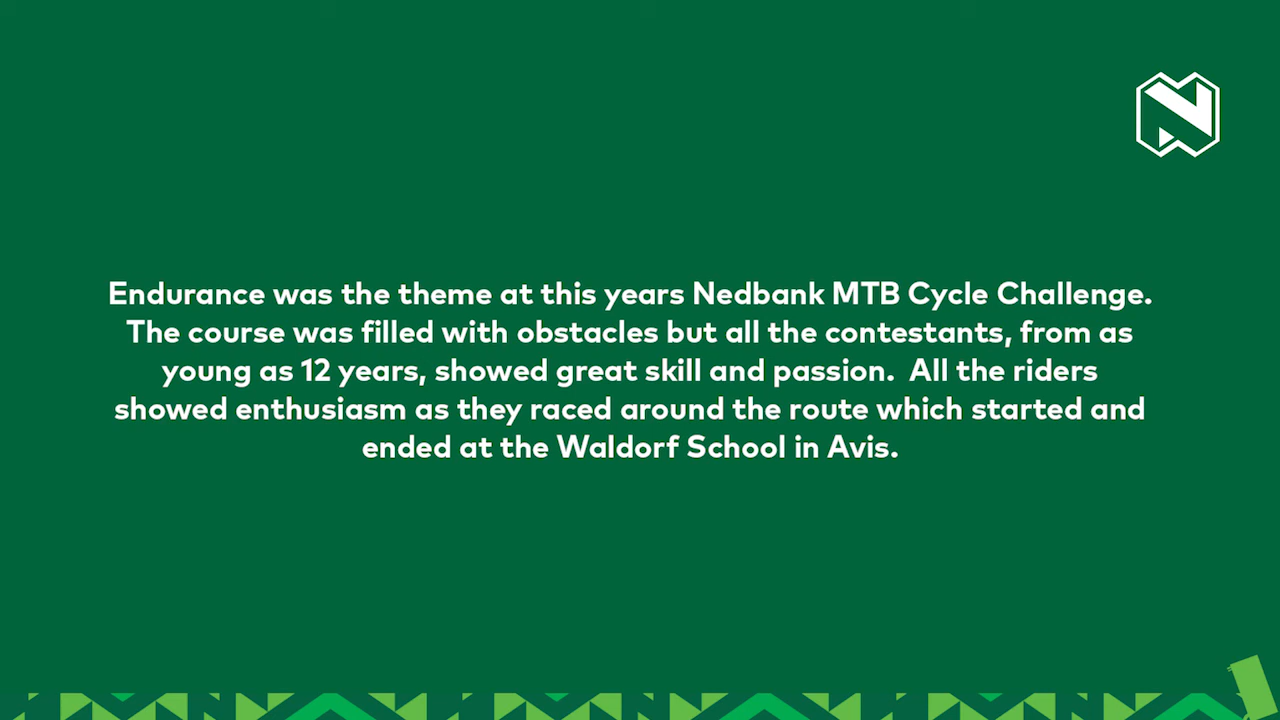 Endurance was the theme at this years Nedbank MTB Cycle Challenge.
The course was filled with obstacles but all the contestants, from as
young as 12 years, showed great skill and passion.  All the riders
showed enthusiasm as they raced around the route which started and
ended at the Waldorf School in Avis.